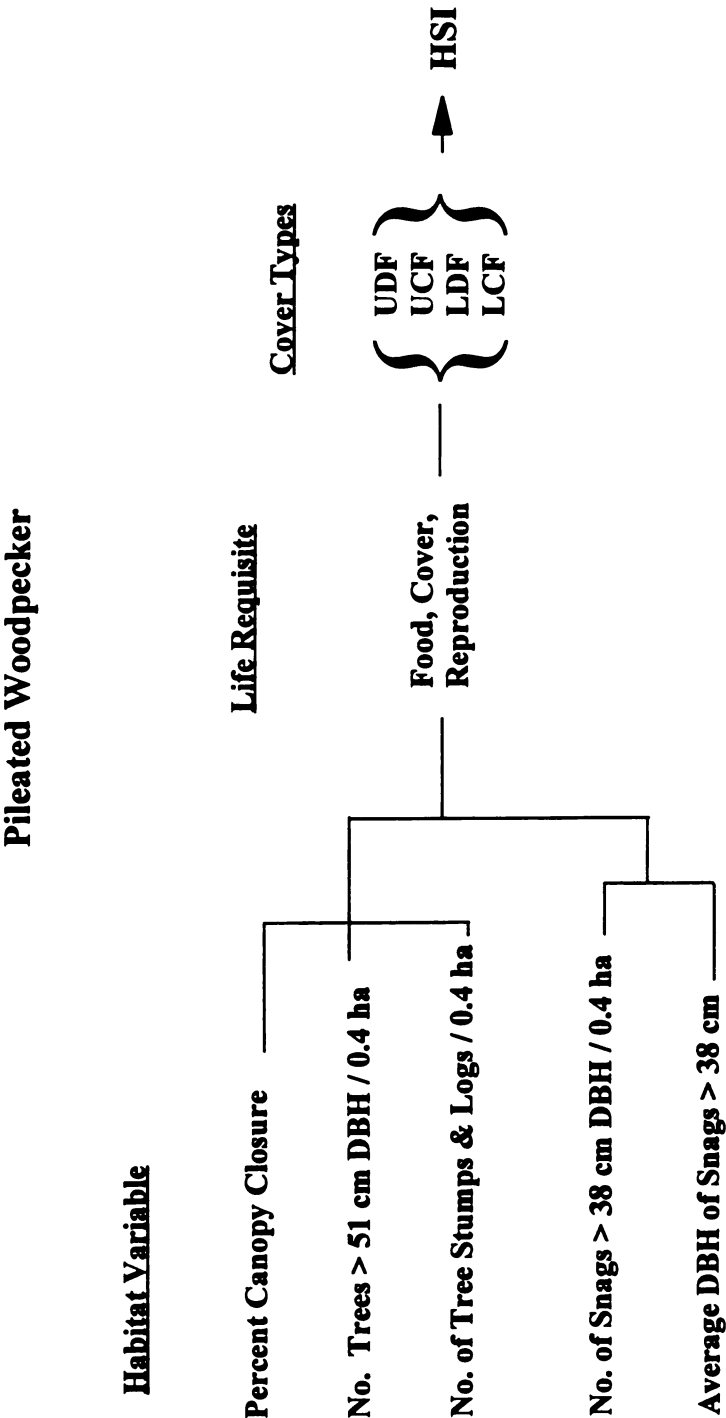 Pileated Woodpecker
Habitat Variable
Life Requisite
Cover Types
Percent Canopy Closure
No. Trees > 51 cm DBH / 0.4 ha
No. of Tree Stumps & Logs / 0.4 ha
No. of Snags > 38 cm DBH / 0.4 ha
Average DBH of Snags > 38 cm
Food, Cover,
Reproduction
UDF
UCF
LDF
LCF
HSI